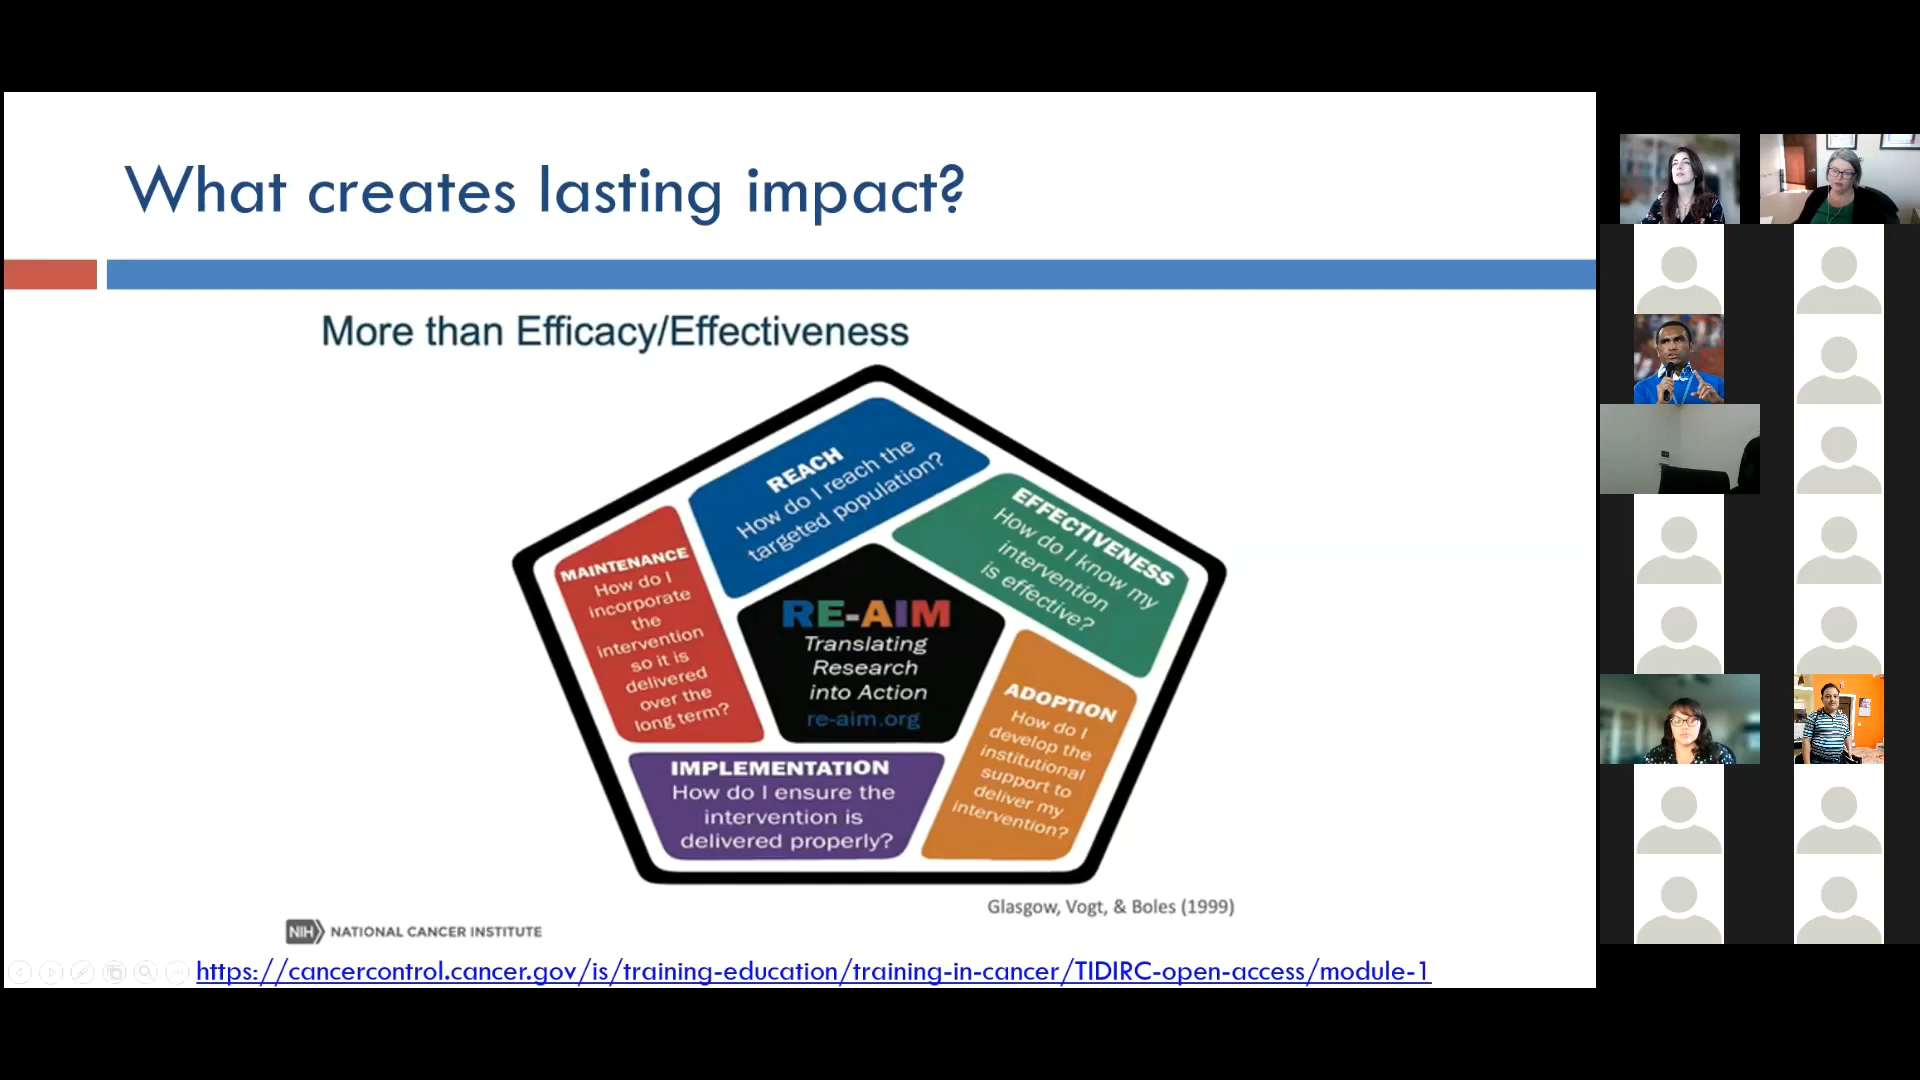 What creates lasting impact?
More than Efficacy/Effectiveness
REACH
How do I reach the
targeted population?
EFFECTIVENESS
How do I know my
intervention
is effective?
MAINTENANCE
How do I
incorporate
the
intervention
so it is
delivered
over the
long term?
RE-AIM
Translating
Research
into Action
re-aim.org
ADOPTION
How do I
develop the
institutional
support to
deliver my
intervention?
IMPLEMENTATION
How do I ensure the
intervention is
delivered properly?
Glasgow, Vogt, & Boles (1999)
NIH NATIONAL CANCER INSTITUTE
https://cancercontrol.cancer.gov/is/training-education/training-in-cancer/TIDIRC-open-access/module-1